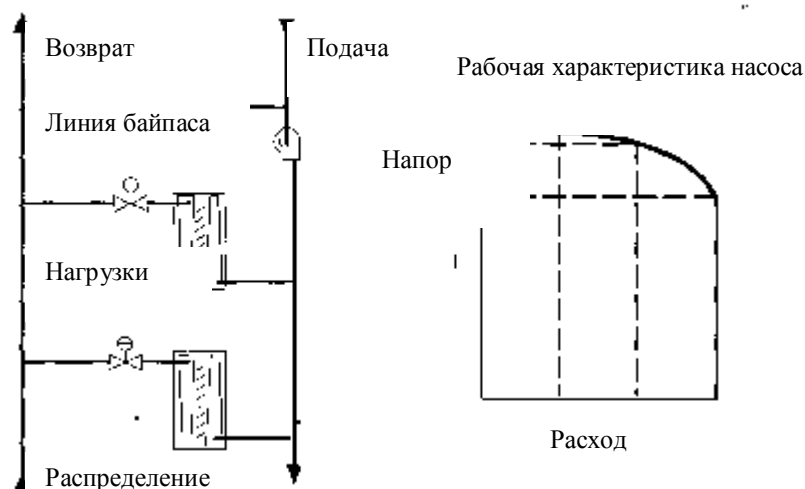 Возврат
Подача
Линия байпаса
Нагрузки
Распределение
Рабочая характеристика насоса
Напор
Расход